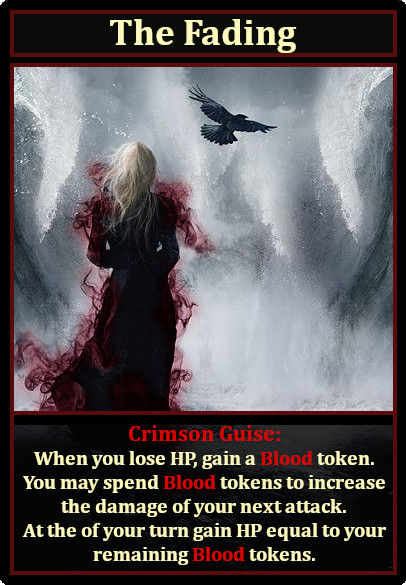 The Fading
Crimson Guise:
When you lose HP, gain a Blood token.
You may spend Blood tokens to increase
the damage of your next attack.
At the of your turn gain HP equal to your
remaining Blood tokens.